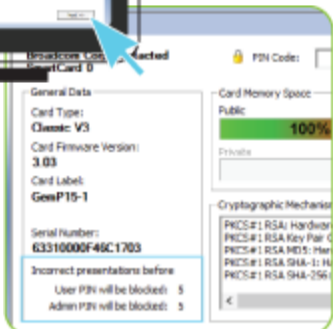 Broadcom Corp acted
SmartCard 0
PIN Code:
General Data
Card Type:
Classic V3
Card Firmware Version:
3.03
Card Label:
GemP15-1
Serial Number:
63310000F46C1703
Incorrect presentations before
User PIN will be blocked: 5
Admin PIN will be blocked: 5
Card Memory Space
Public
100%
Private
Cryptographic Mechanism
PKCS#1 RSA: Hardwar
PKCS#1 RSA Key Pair G
PKCS#1 RSA MD5: Har
PKCS#1 RSA SHA-1: H
PKCS#1 RSA SHA-256